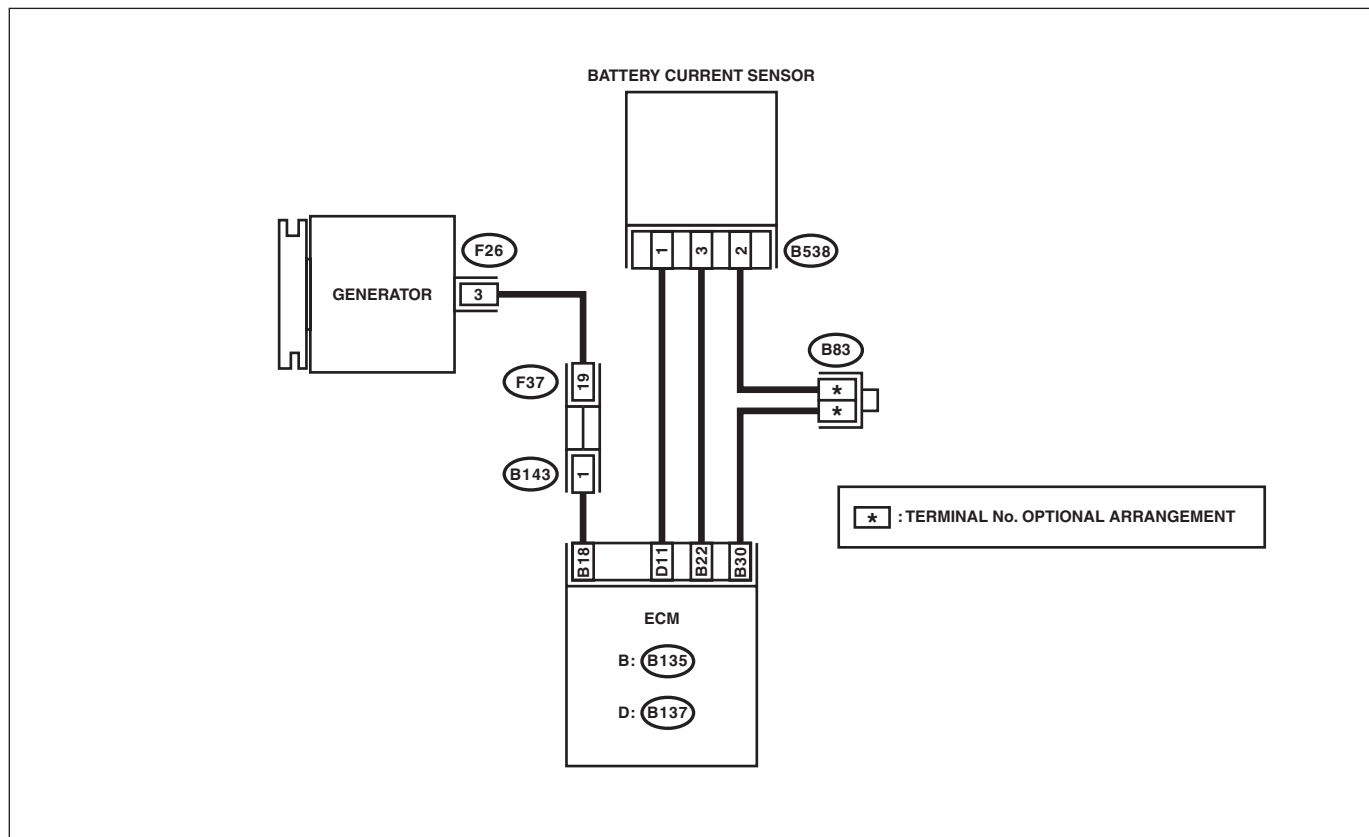 BATTERY CURRENT SENSOR
1 3 2
B538
F26
GENERATOR
3
B83
*
*
F37
19
B143
1
* : TERMINAL No. OPTIONAL ARRANGEMENT
B18 D11 B22 B30
ECM
B: B135
D: B137